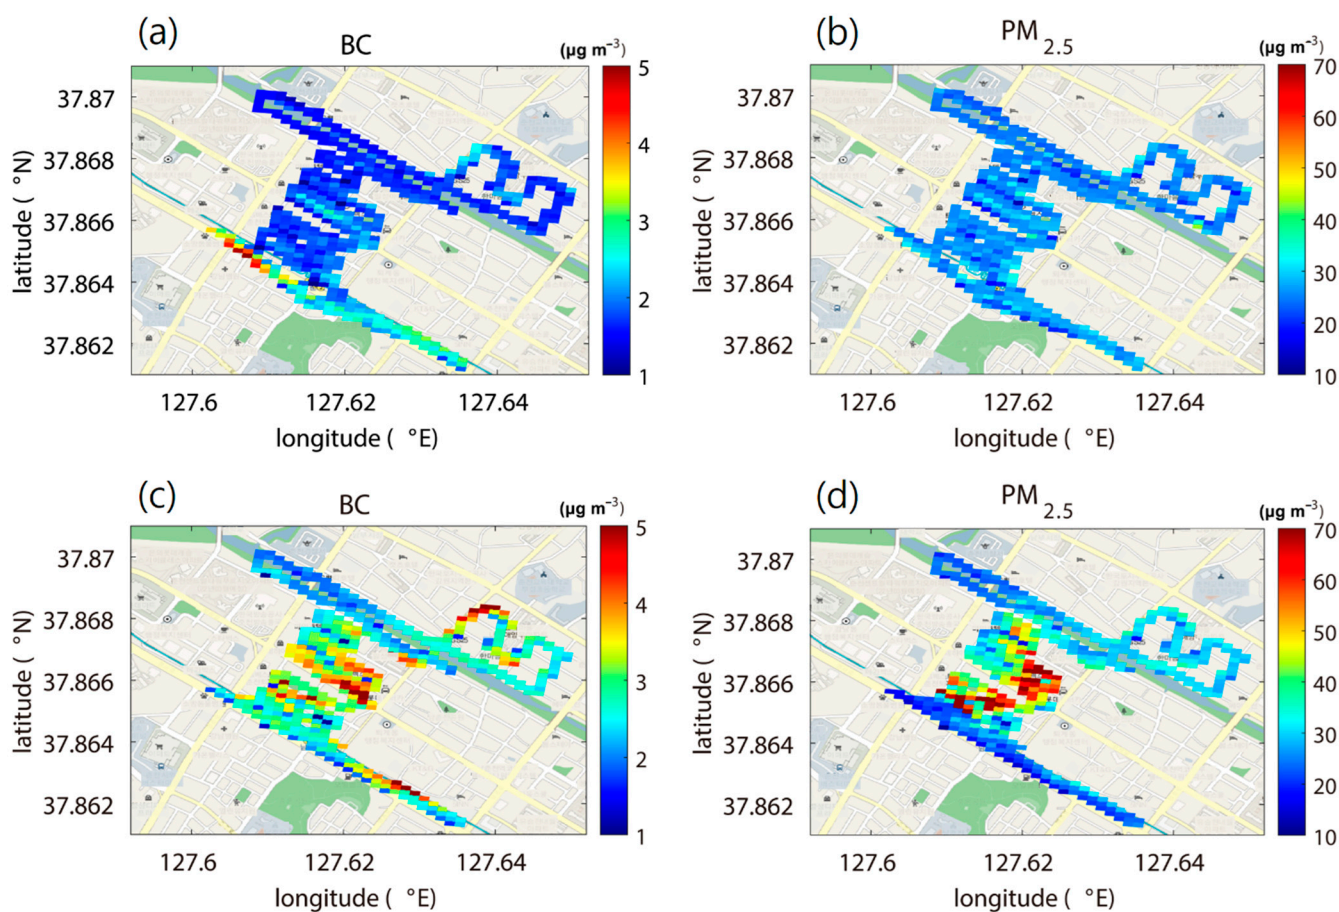 (a)
BC
(μg m⁻³)
5
4
3
2
1
37.87
37.868
37.866
37.864
37.862
latitude ( °N)
127.6
127.62
127.64
longitude ( °E)
(b)
PM 2.5
(μg m⁻³)
70
60
50
40
30
20
10
37.87
37.868
37.866
37.864
37.862
latitude ( °N)
127.6
127.62
127.64
longitude ( °E)
(c)
BC
(μg m⁻³)
5
4
3
2
1
37.87
37.868
37.866
37.864
37.862
latitude ( °N)
127.6
127.62
127.64
longitude ( °E)
(d)
PM 2.5
(μg m⁻³)
70
60
50
40
30
20
10
37.87
37.868
37.866
37.864
37.862
latitude ( °N)
127.6
127.62
127.64
longitude ( °E)